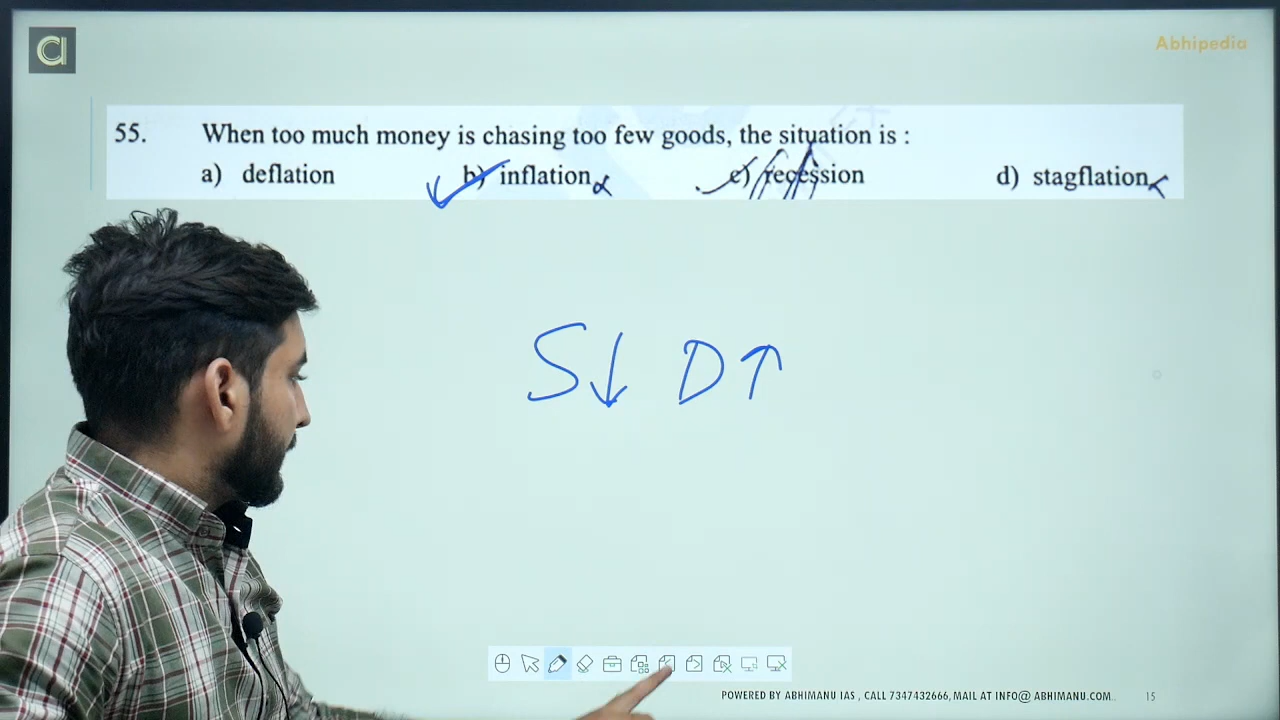 Abhipedia
55. When too much money is chasing too few goods, the situation is :
a) deflation b) inflation c) recession d) stagflation
S↓ D↑
POWERED BY ABHIMANU IAS , CALL 7347432666, MAIL AT INFO@ ABHIMANU.COM.. 15